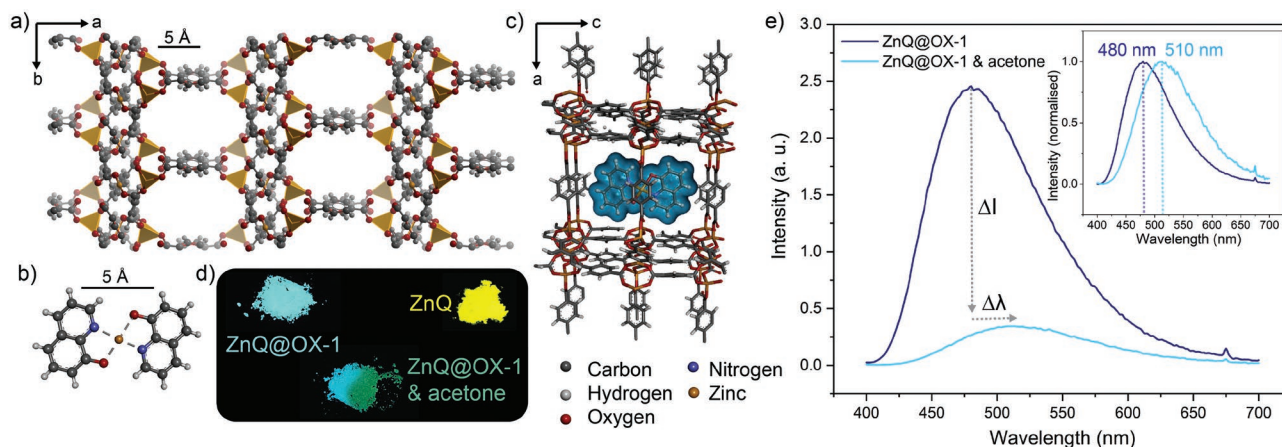 a)
a
b
5 Å
b)
5 Å
c)
c
a
d)
ZnQ@OX-1
ZnQ
ZnQ@OX-1
& acetone
Carbon
Hydrogen
Oxygen
Nitrogen
Zinc
e)
3.0
2.5
2.0
1.5
1.0
0.5
0.0
Intensity (a. u.)
400 450 500 550 600 650 700
Wavelength (nm)
ZnQ@OX-1
ZnQ@OX-1 & acetone
ΔI
Δλ
480 nm 510 nm
1.0
0.5
0.0
Intensity (normalised)
400 450 500 550 600 650 700
Wavelength (nm)